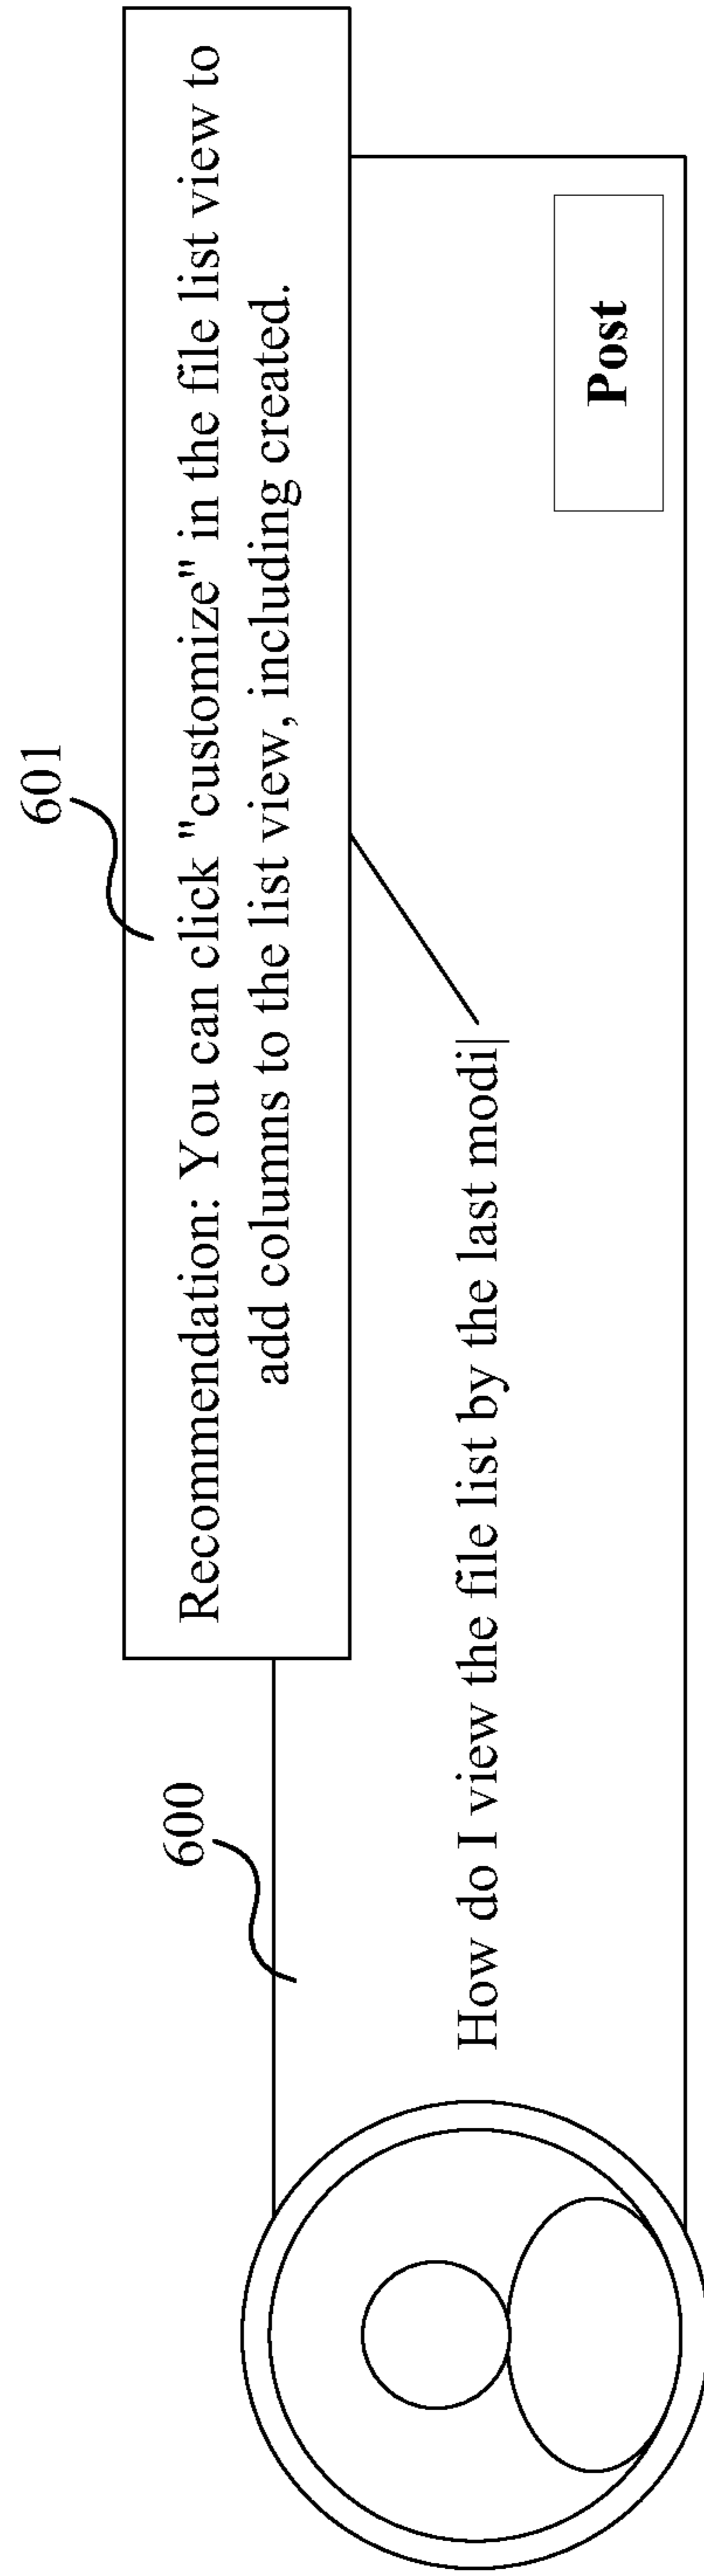 601
Recommendation: You can click "customize" in the file list view to
add columns to the list view, including created.
600
How do I view the file list by the last modi|
Post